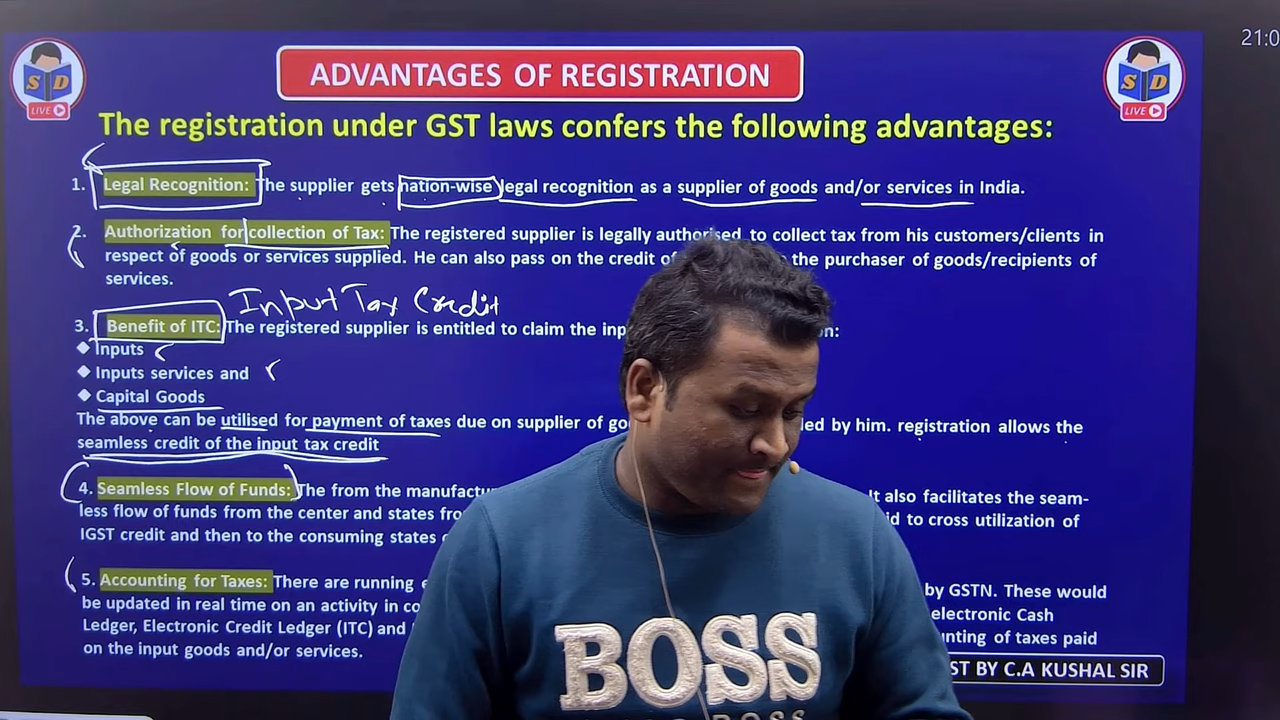 21:0
S D
LIVE
ADVANTAGES OF REGISTRATION
S D
LIVE
The registration under GST laws confers the following advantages:
1. Legal Recognition: The supplier gets nation-wise legal recognition as a supplier of goods and/or services in India.
2. Authorization for collection of Tax: The registered supplier is legally authorised to collect tax from his customers/clients in
respect of goods or services supplied. He can also pass on the credit of the purchaser of goods/recipients of
services.
Input Tax Credit
3. Benefit of ITC: The registered supplier is entitled to claim the
◆ Inputs
◆ Inputs services and
◆ Capital Goods
The above can be utilised for payment of taxes due on supplier of by him. registration allows the
seamless credit of the input tax credit
4. Seamless Flow of Funds: The from the It also facilitates the seam-
less flow of funds from the center and states to cross utilization of
IGST credit and then to the consuming states
5. Accounting for Taxes: There are running by GSTN. These would
be updated in real time on an activity in electronic Cash
Ledger, Electronic Credit Ledger (ITC) and of taxes paid
on the input goods and/or services.
BY C.A KUSHAL SIR
BOSS
BOSS